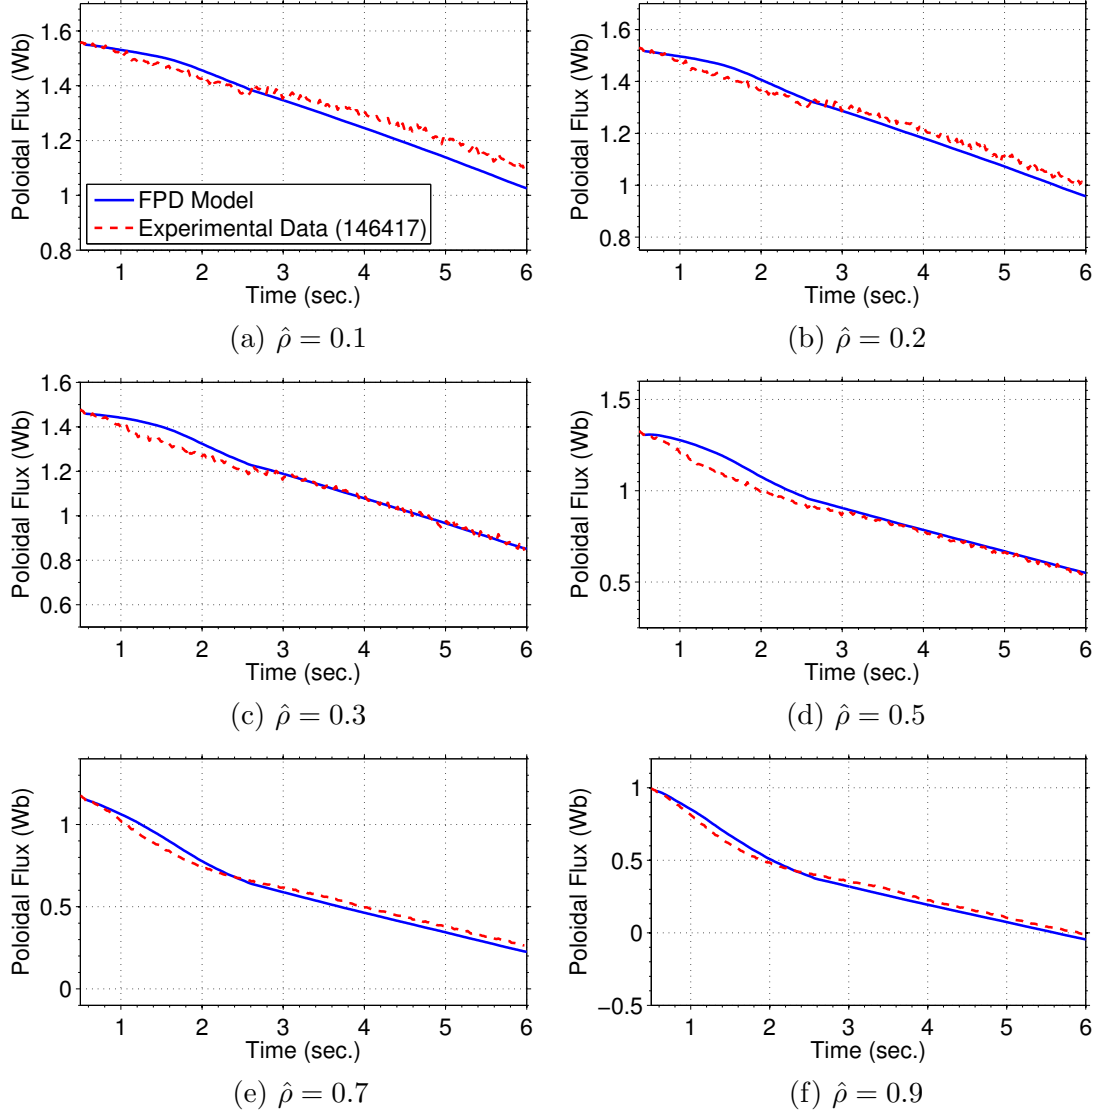 Poloidal Flux (Wb)
1.6
1.4
1.2
1
0.8
FPD Model
Experimental Data (146417)
1 2 3 4 5 6
Time (sec.)
(a) ρ̂ = 0.1
Poloidal Flux (Wb)
1.6
1.4
1.2
1
0.8
1 2 3 4 5 6
Time (sec.)
(b) ρ̂ = 0.2
Poloidal Flux (Wb)
1.6
1.4
1.2
1
0.8
0.6
1 2 3 4 5 6
Time (sec.)
(c) ρ̂ = 0.3
Poloidal Flux (Wb)
1.5
1
0.5
1 2 3 4 5 6
Time (sec.)
(d) ρ̂ = 0.5
Poloidal Flux (Wb)
1
0.5
0
1 2 3 4 5 6
Time (sec.)
(e) ρ̂ = 0.7
Poloidal Flux (Wb)
1
0.5
0
−0.5
1 2 3 4 5 6
Time (sec.)
(f) ρ̂ = 0.9